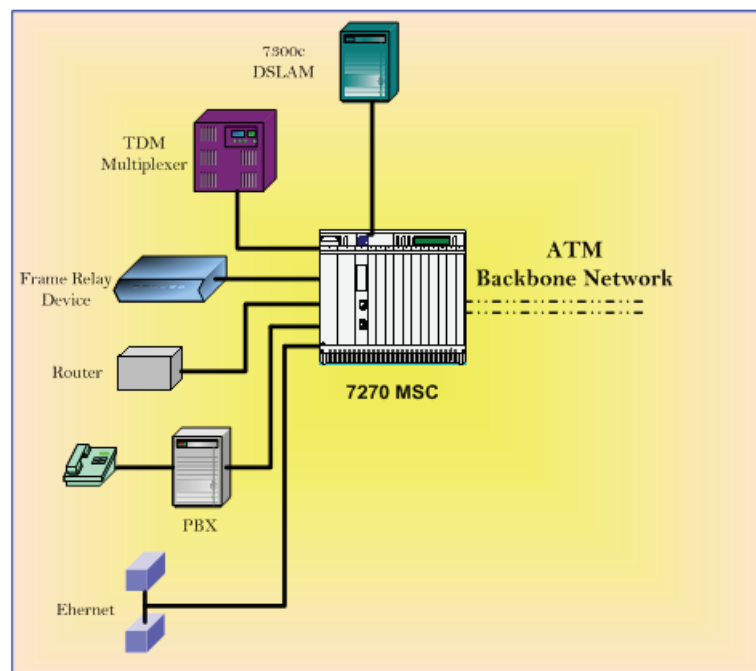 7300c
DSLAM
TDM
Multiplexer
ATM
Backbone Network
Frame Relay
Device
Router
7270 MSC
PBX
Ehernet